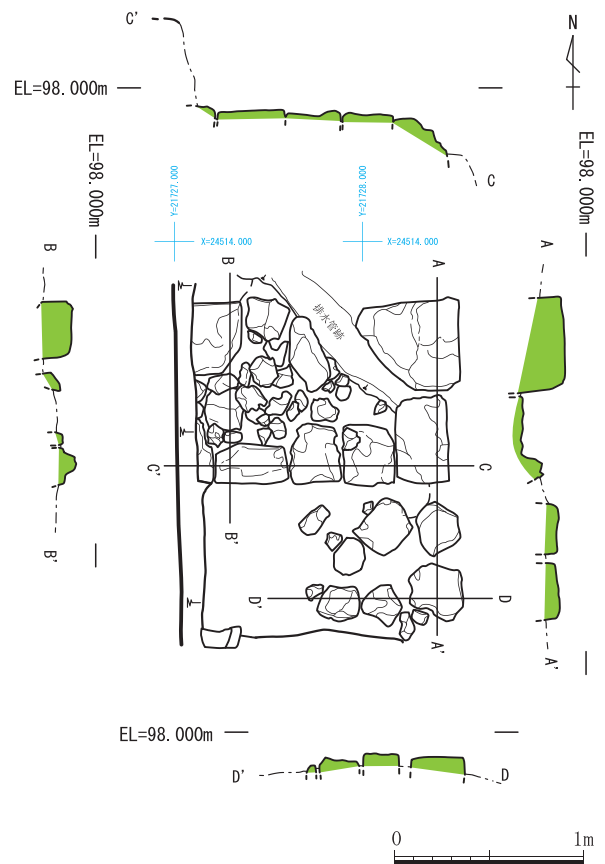 C'
N
EL=98.000m
C
EL=98.000m
EL=98.000m
Y=21727.000
Y=21728.000
X=24514.000
X=24514.000
B
B
A
A
排水管跡
C'
C
B'
B'
D'
D
A'
A'
EL=98.000m
D'
D
0
1m